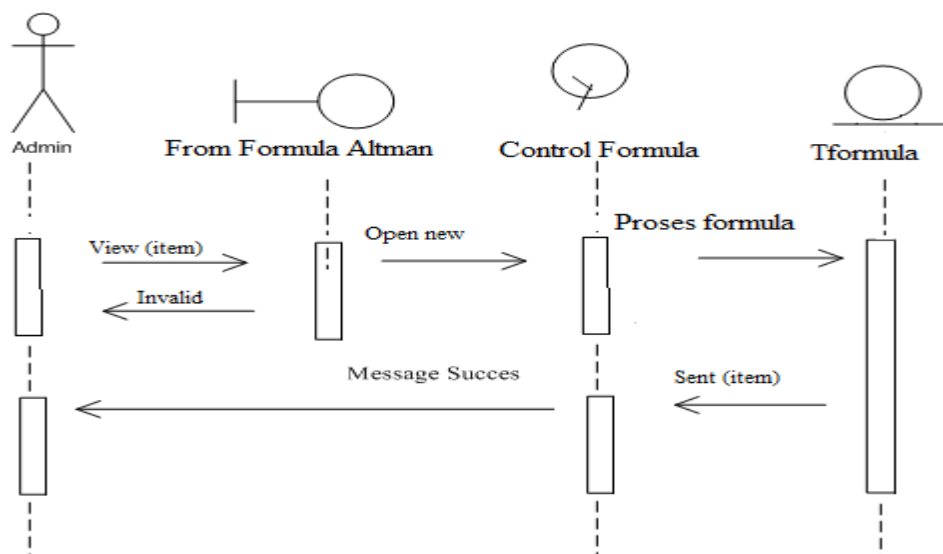 Admin
From Formula Altman
Control Formula
Tformula
View (item)
Open new
Proses formula
Invalid
Message Succes
Sent (item)